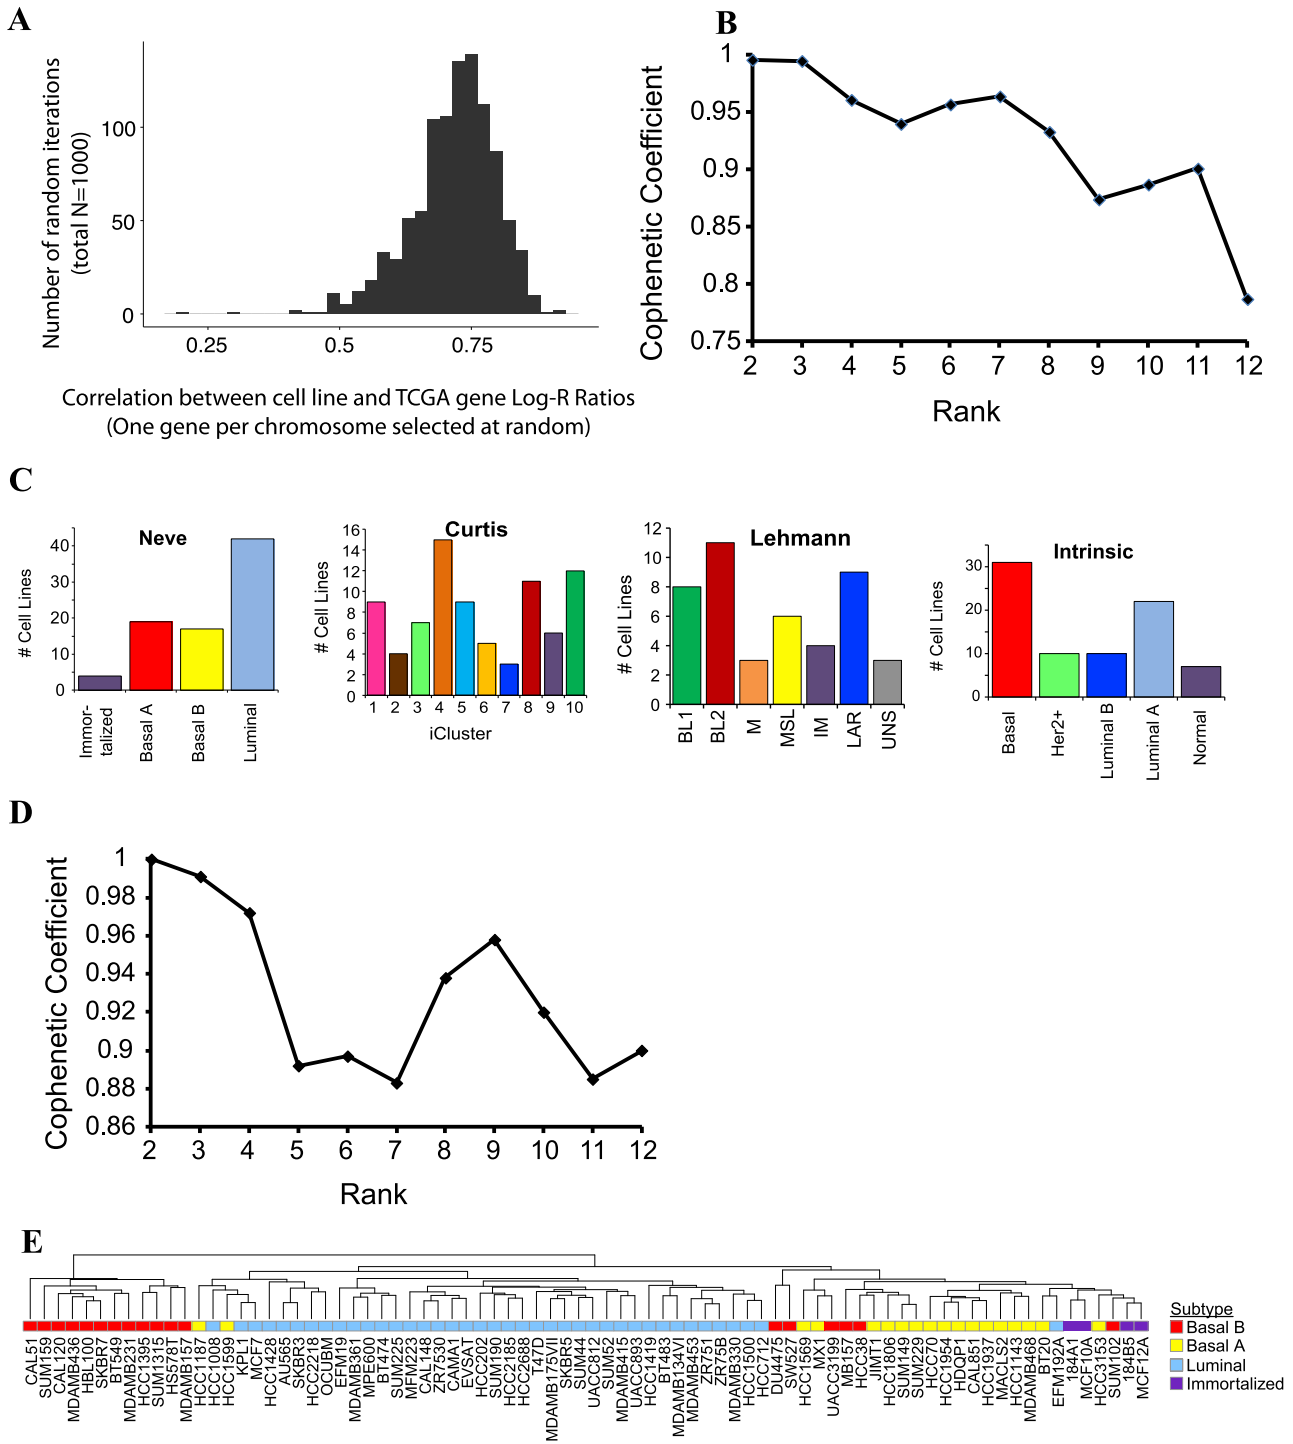 A
Number of random iterations
(total N=1000)
100
50
0
0.25 0.5 0.75
Correlation between cell line and TCGA gene Log-R Ratios
(One gene per chromosome selected at random)
B
Cophenetic Coefficient
1
0.95
0.9
0.85
0.8
0.75
2 3 4 5 6 7 8 9 10 11 12
Rank
C
Neve
# Cell Lines
40
30
20
10
0
Immor-
talized
Basal A
Basal B
Luminal
Curtis
# Cell Lines
16
14
12
10
8
6
4
2
0
1 2 3 4 5 6 7 8 9 10
iCluster
Lehmann
# Cell Lines
12
10
8
6
4
2
0
BL1
BL2
M
MSL
IM
LAR
UNS
Intrinsic
# Cell Lines
30
20
10
0
Basal
Her2+
Luminal B
Luminal A
Normal
D
Cophenetic Coefficient
1
0.98
0.96
0.94
0.92
0.9
0.88
0.86
2 3 4 5 6 7 8 9 10 11 12
Rank
E
CAL51
SUM159
CAL120
MDAMB436
HBL100
SKBR7
BT549
MDAMB231
HCC1395
SUM1315
HS578T
MDAMB157
HCC1187
HCC1008
HCC1599
KPL1
MCF7
HCC1428
AU565
SKBR3
HCC2218
OCUBM
EFM19
MDAMB361
MPE600
BT474
SUM225
MFM223
CAL148
ZR7530
CAMA1
EVSAT
HCC202
SUM190
HCC2185
HCC2688
T47D
MDAMB175VII
SKBR5
SUM44
UACC812
SUM52
MDAMB415
UACC893
HCC1419
BT483
MDAMB134VI
MDAMB453
ZR751
ZR75B
MDAMB330
HCC1500
HCC712
DU4475
SW527
HCC1569
MX1
UACC3199
MB157
HCC38
JIMT1
HCC1806
SUM149
SUM229
HCC70
HCC1954
HDQP1
CAL851
HCC1937
MACLS2
HCC1143
MDAMB468
BT20
EFM192A
184A1
MCF10A
HCC3153
SUM102
184B5
MCF12A
Subtype
Basal B
Basal A
Luminal
Immortalized